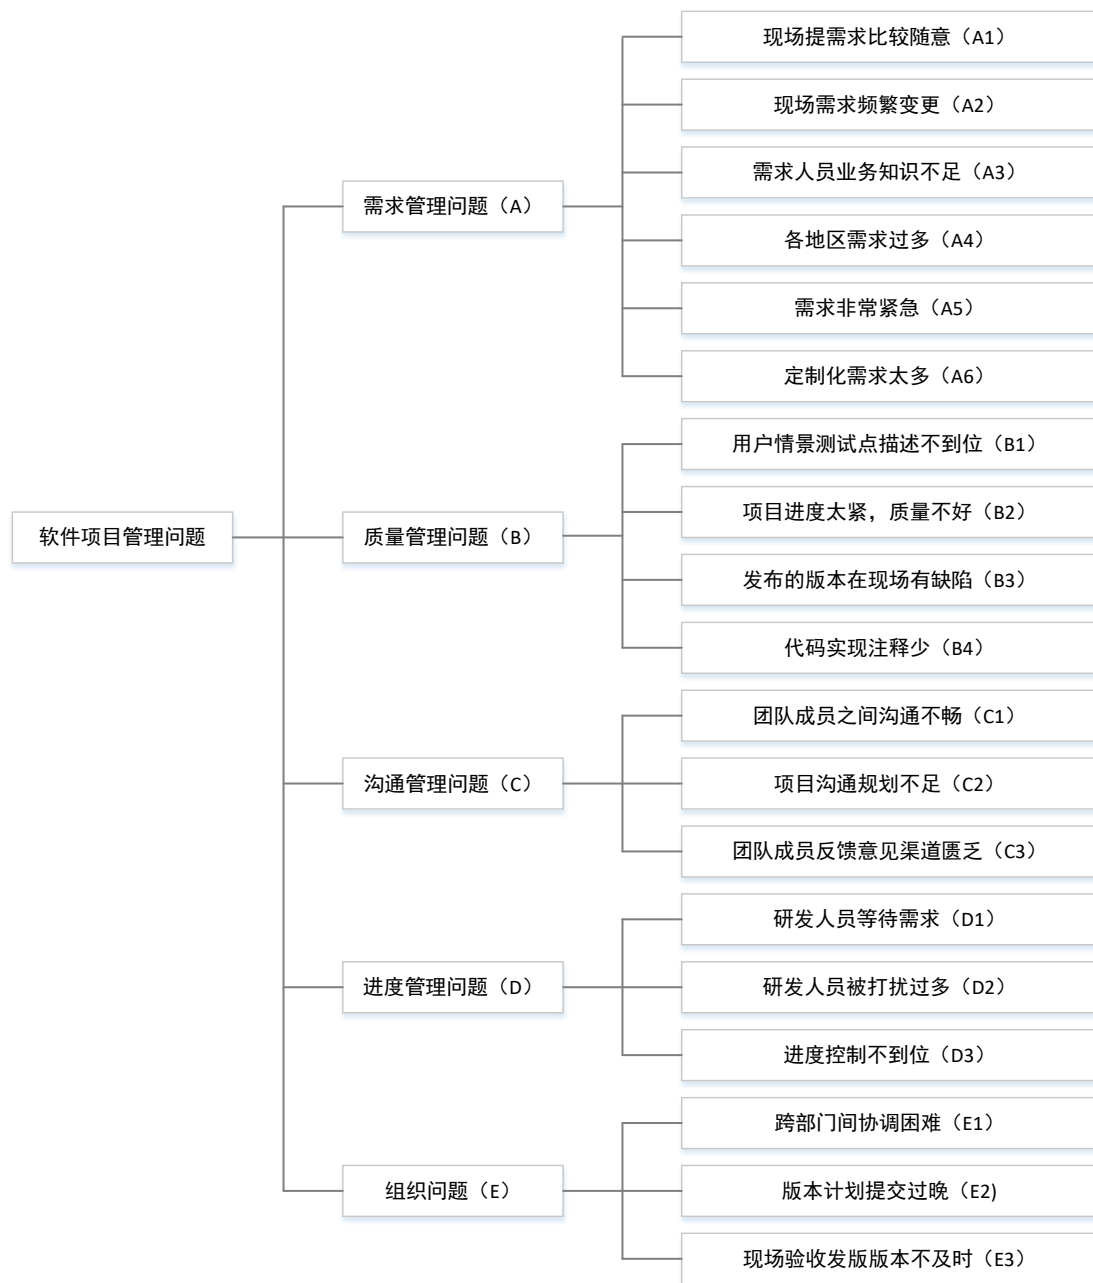 现场提需求比较随意（A1）
现场需求频繁变更（A2）
需求人员业务知识不足（A3）
需求管理问题（A）
各地区需求过多（A4）
需求非常紧急（A5）
定制化需求太多（A6）
用户情景测试点描述不到位（B1）
项目进度太紧，质量不好（B2）
软件项目管理问题
质量管理问题（B）
发布的版本在现场有缺陷（B3）
代码实现注释少（B4）
团队成员之间沟通不畅（C1）
沟通管理问题（C）
项目沟通规划不足（C2）
团队成员反馈意见渠道匮乏（C3）
研发人员等待需求（D1）
进度管理问题（D）
研发人员被打扰过多（D2）
进度控制不到位（D3）
跨部门间协调困难（E1）
组织问题（E）
版本计划提交过晚（E2)
现场验收发版版本不及时（E3）